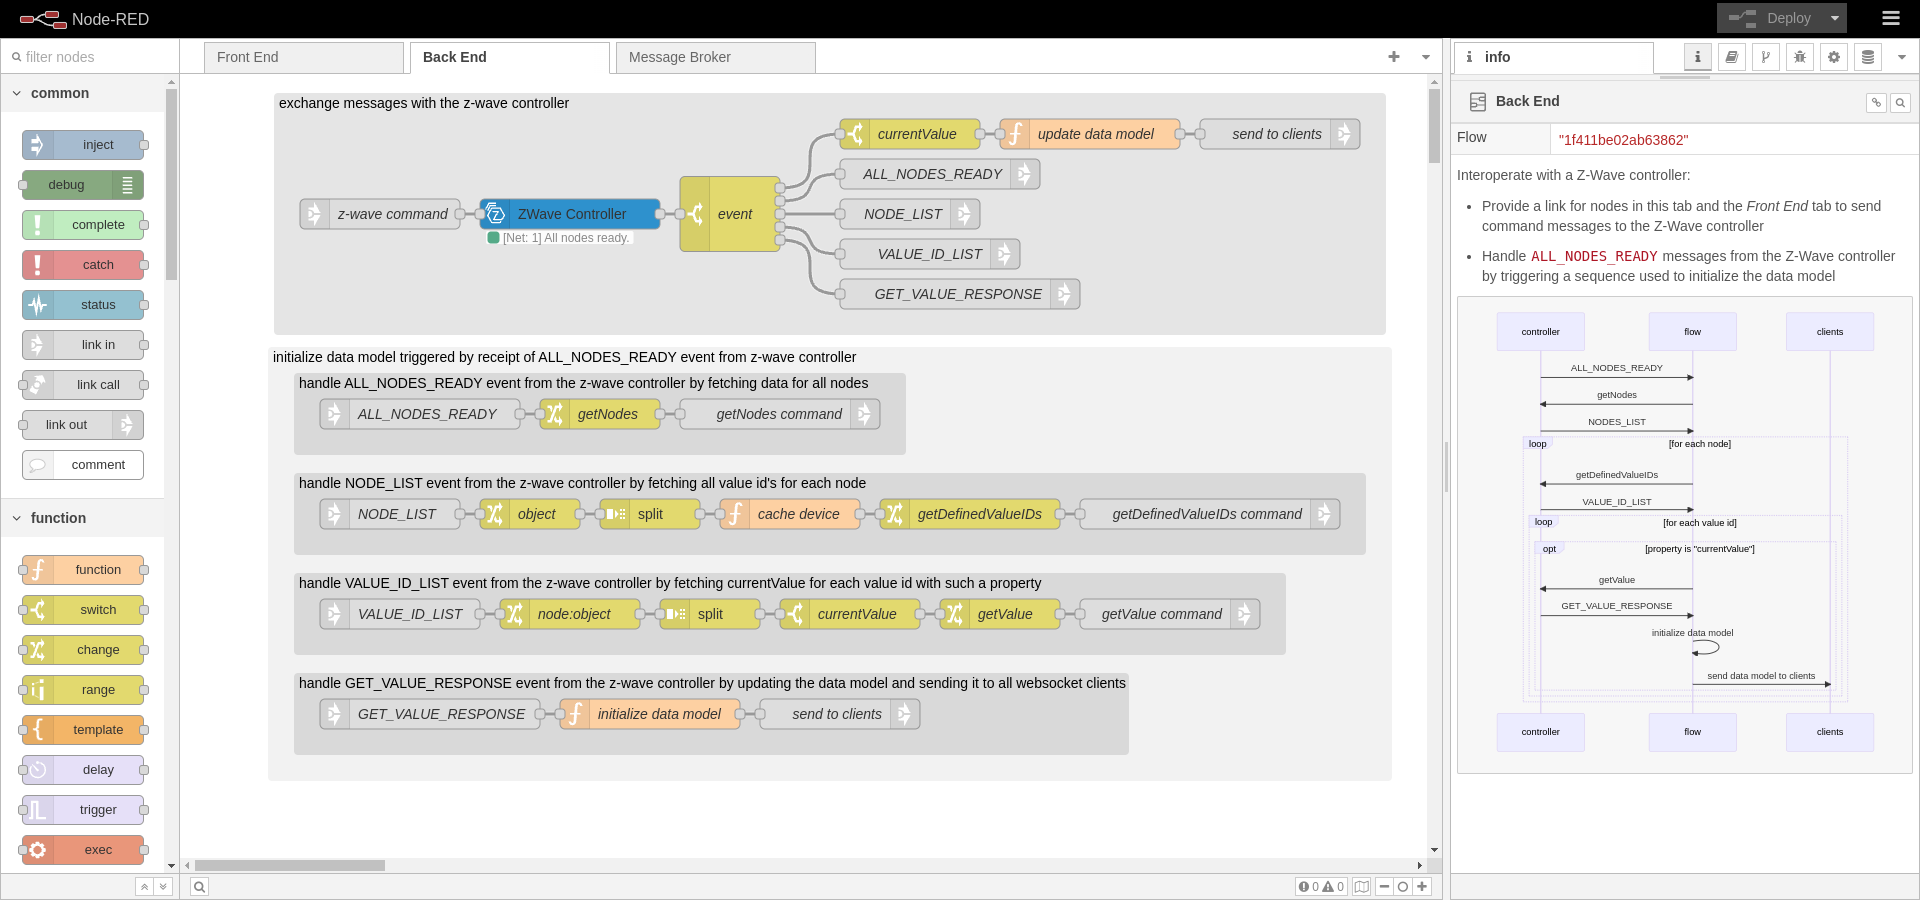 Node-RED
Deploy
filter nodes
Front End
Back End
Message Broker
info
common
inject
debug
complete
catch
status
link in
link call
link out
comment
function
function
switch
change
range
template
delay
trigger
exec
exchange messages with the z-wave controller
z-wave command
ZWave Controller
[Net: 1] All nodes ready.
event
currentValue
update data model
send to clients
ALL_NODES_READY
NODE_LIST
VALUE_ID_LIST
GET_VALUE_RESPONSE
initialize data model triggered by receipt of ALL_NODES_READY event from z-wave controller
handle ALL_NODES_READY event from the z-wave controller by fetching data for all nodes
ALL_NODES_READY
getNodes
getNodes command
handle NODE_LIST event from the z-wave controller by fetching all value id's for each node
NODE_LIST
object
split
cache device
getDefinedValueIDs
getDefinedValueIDs command
handle VALUE_ID_LIST event from the z-wave controller by fetching currentValue for each value id with such a property
VALUE_ID_LIST
node:object
split
currentValue
getValue
getValue command
handle GET_VALUE_RESPONSE event from the z-wave controller by updating the data model and sending it to all websocket clients
GET_VALUE_RESPONSE
initialize data model
send to clients
0
0
Back End
Flow
"1f411be02ab63862"
Interoperate with a Z-Wave controller:
• Provide a link for nodes in this tab and the Front End tab to send
command messages to the Z-Wave controller
• Handle ALL_NODES_READY messages from the Z-Wave controller
by triggering a sequence used to initialize the data model
controller
flow
clients
ALL_NODES_READY
getNodes
NODES_LIST
loop
[for each node]
getDefinedValueIDs
VALUE_ID_LIST
loop
[for each value id]
opt
[property is "currentValue"]
getValue
GET_VALUE_RESPONSE
initialize data model
send data model to clients
controller
flow
clients